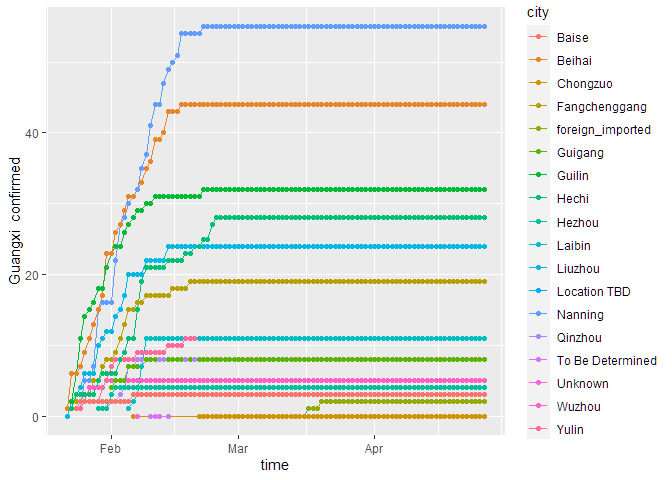 city
Baise
Beihai
Chongzuo
Fangchenggang
foreign_imported
Guigang
Guilin
Hechi
Hezhou
Laibin
Liuzhou
Location TBD
Nanning
Qinzhou
To Be Determined
Unknown
Wuzhou
Yulin
Guangxi confirmed
40
20
0
Feb
Mar
Apr
time